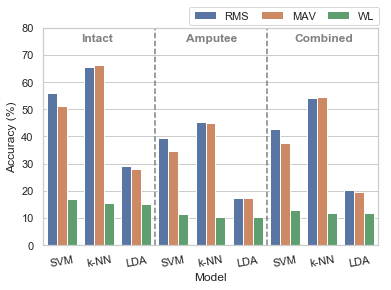 RMS MAV WL
Intact Amputee Combined
80
70
60
50
40
30
20
10
0
Accuracy (%)
SVM k-NN LDA SVM k-NN LDA SVM k-NN LDA
Model